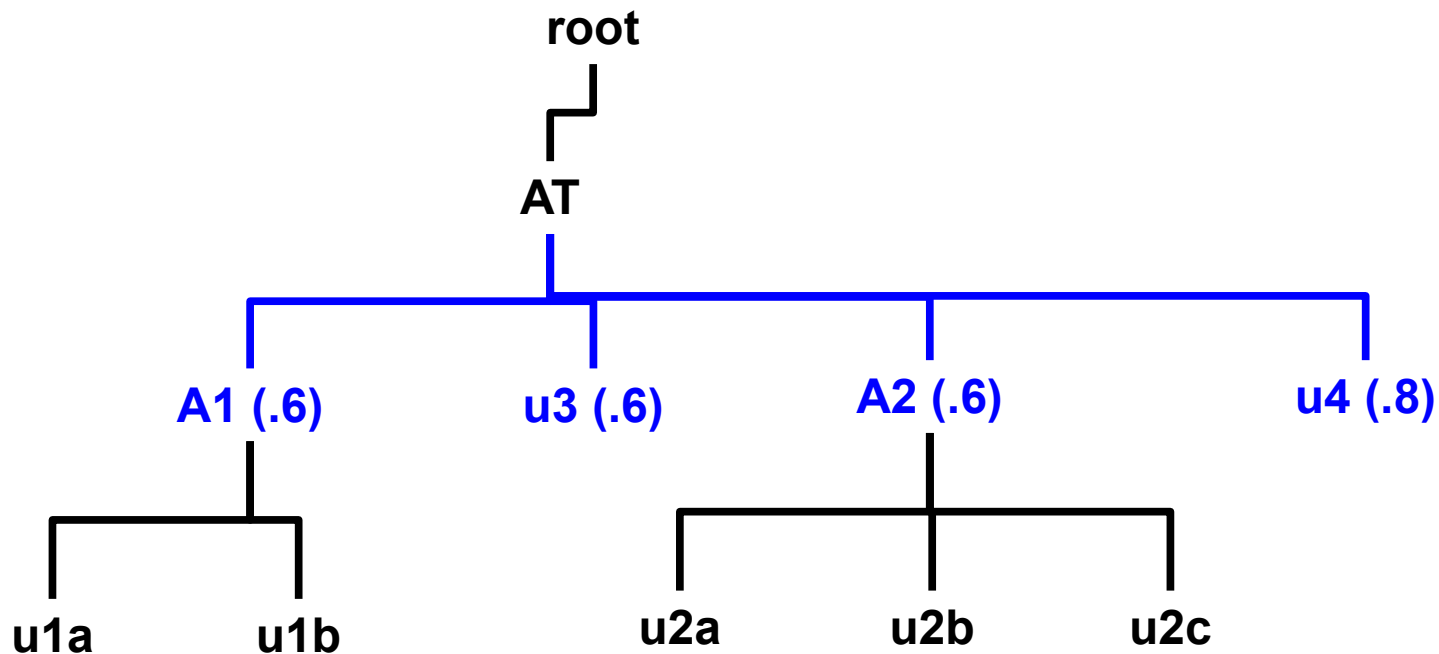 root
AT
A1 (.6)
u3 (.6)
A2 (.6)
u4 (.8)
u1a
u1b
u2a
u2b
u2c